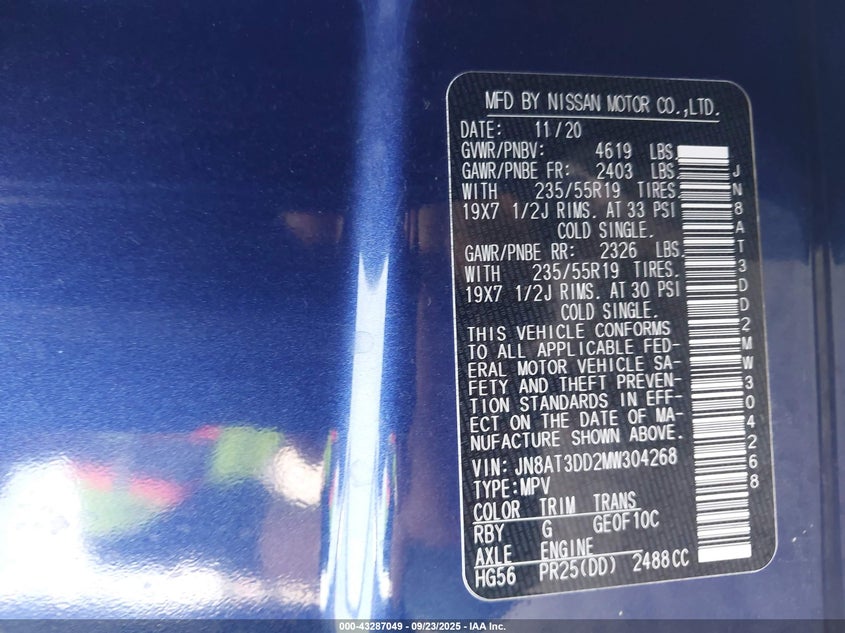 MFD BY NISSAN MOTOR CO.,LTD.
DATE: 11/20
GVWR/PNBV: 4619 LBS.
GAWR/PNBE FR: 2403 LBS
WITH 235/55R19 TIRES.
19X7 1/2J RIMS. AT 33 PSI
COLD SINGLE.
GAWR/PNBE RR: 2326 LBS.
WITH 235/55R19 TIRES.
19X7 1/2J RIMS. AT 30 PSI
COLD SINGLE.
THIS VEHICLE CONFORMS
TO ALL APPLICABLE FED-
ERAL MOTOR VEHICLE SA-
FETY AND THEFT PREVEN-
TION STANDARDS IN EFF-
ECT ON THE DATE OF MA-
NUFACTURE SHOWN ABOVE.
VIN: JN8AT3DD2MW304268
TYPE:MPV
COLOR TRIM TRANS
RBY G GE0F10C
AXLE ENGINE
HG56 PR25(DD) 2488CC
JN8AT3DD2MW304268
000-43287049 - 09/23/2025 - IAA Inc.